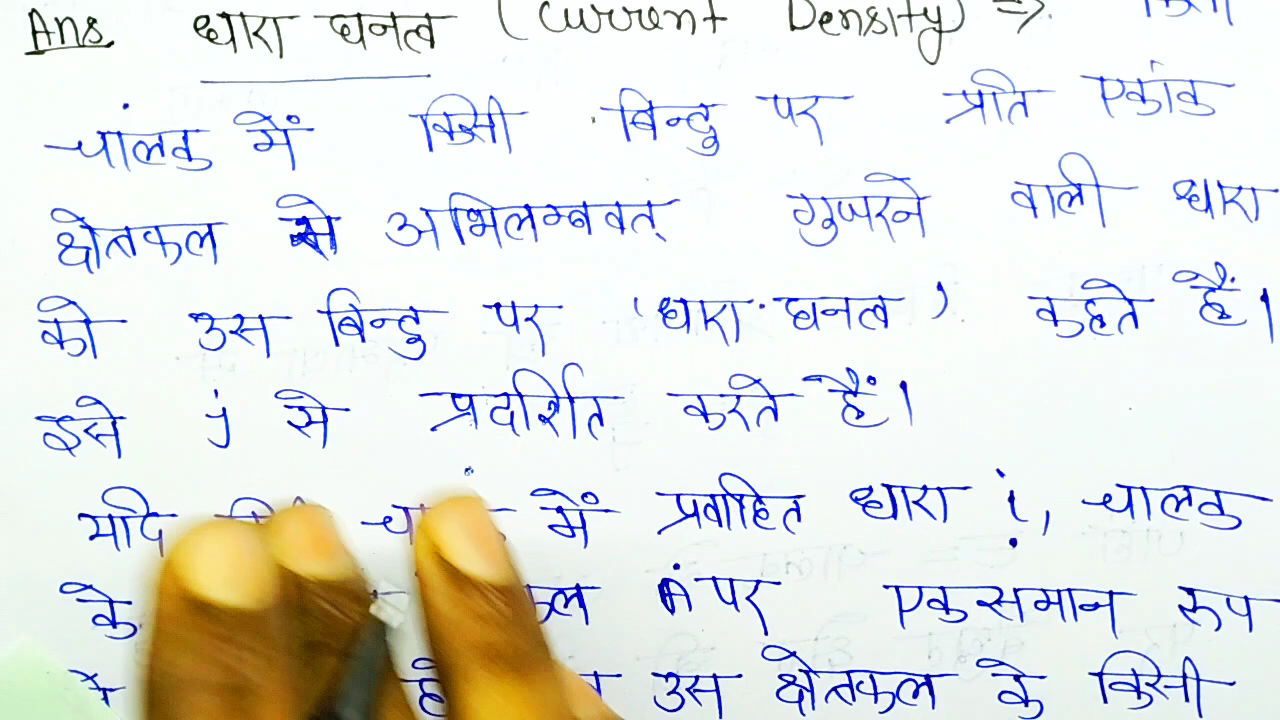 Ans धारा घनत्व (Current Density) ⇒ किसी
चालक में किसी बिन्दु पर प्रति एकांक
क्षेत्रफल से अभिलम्बवत् गुजरने वाली धारा
को उस बिन्दु पर 'धारा घनत्व' कहते हैं।
इसे j से प्रदर्शित करते हैं।
यदि में प्रवाहित धारा i, चालक
के पर एकसमान रूप
उस क्षेत्रफल के किसी